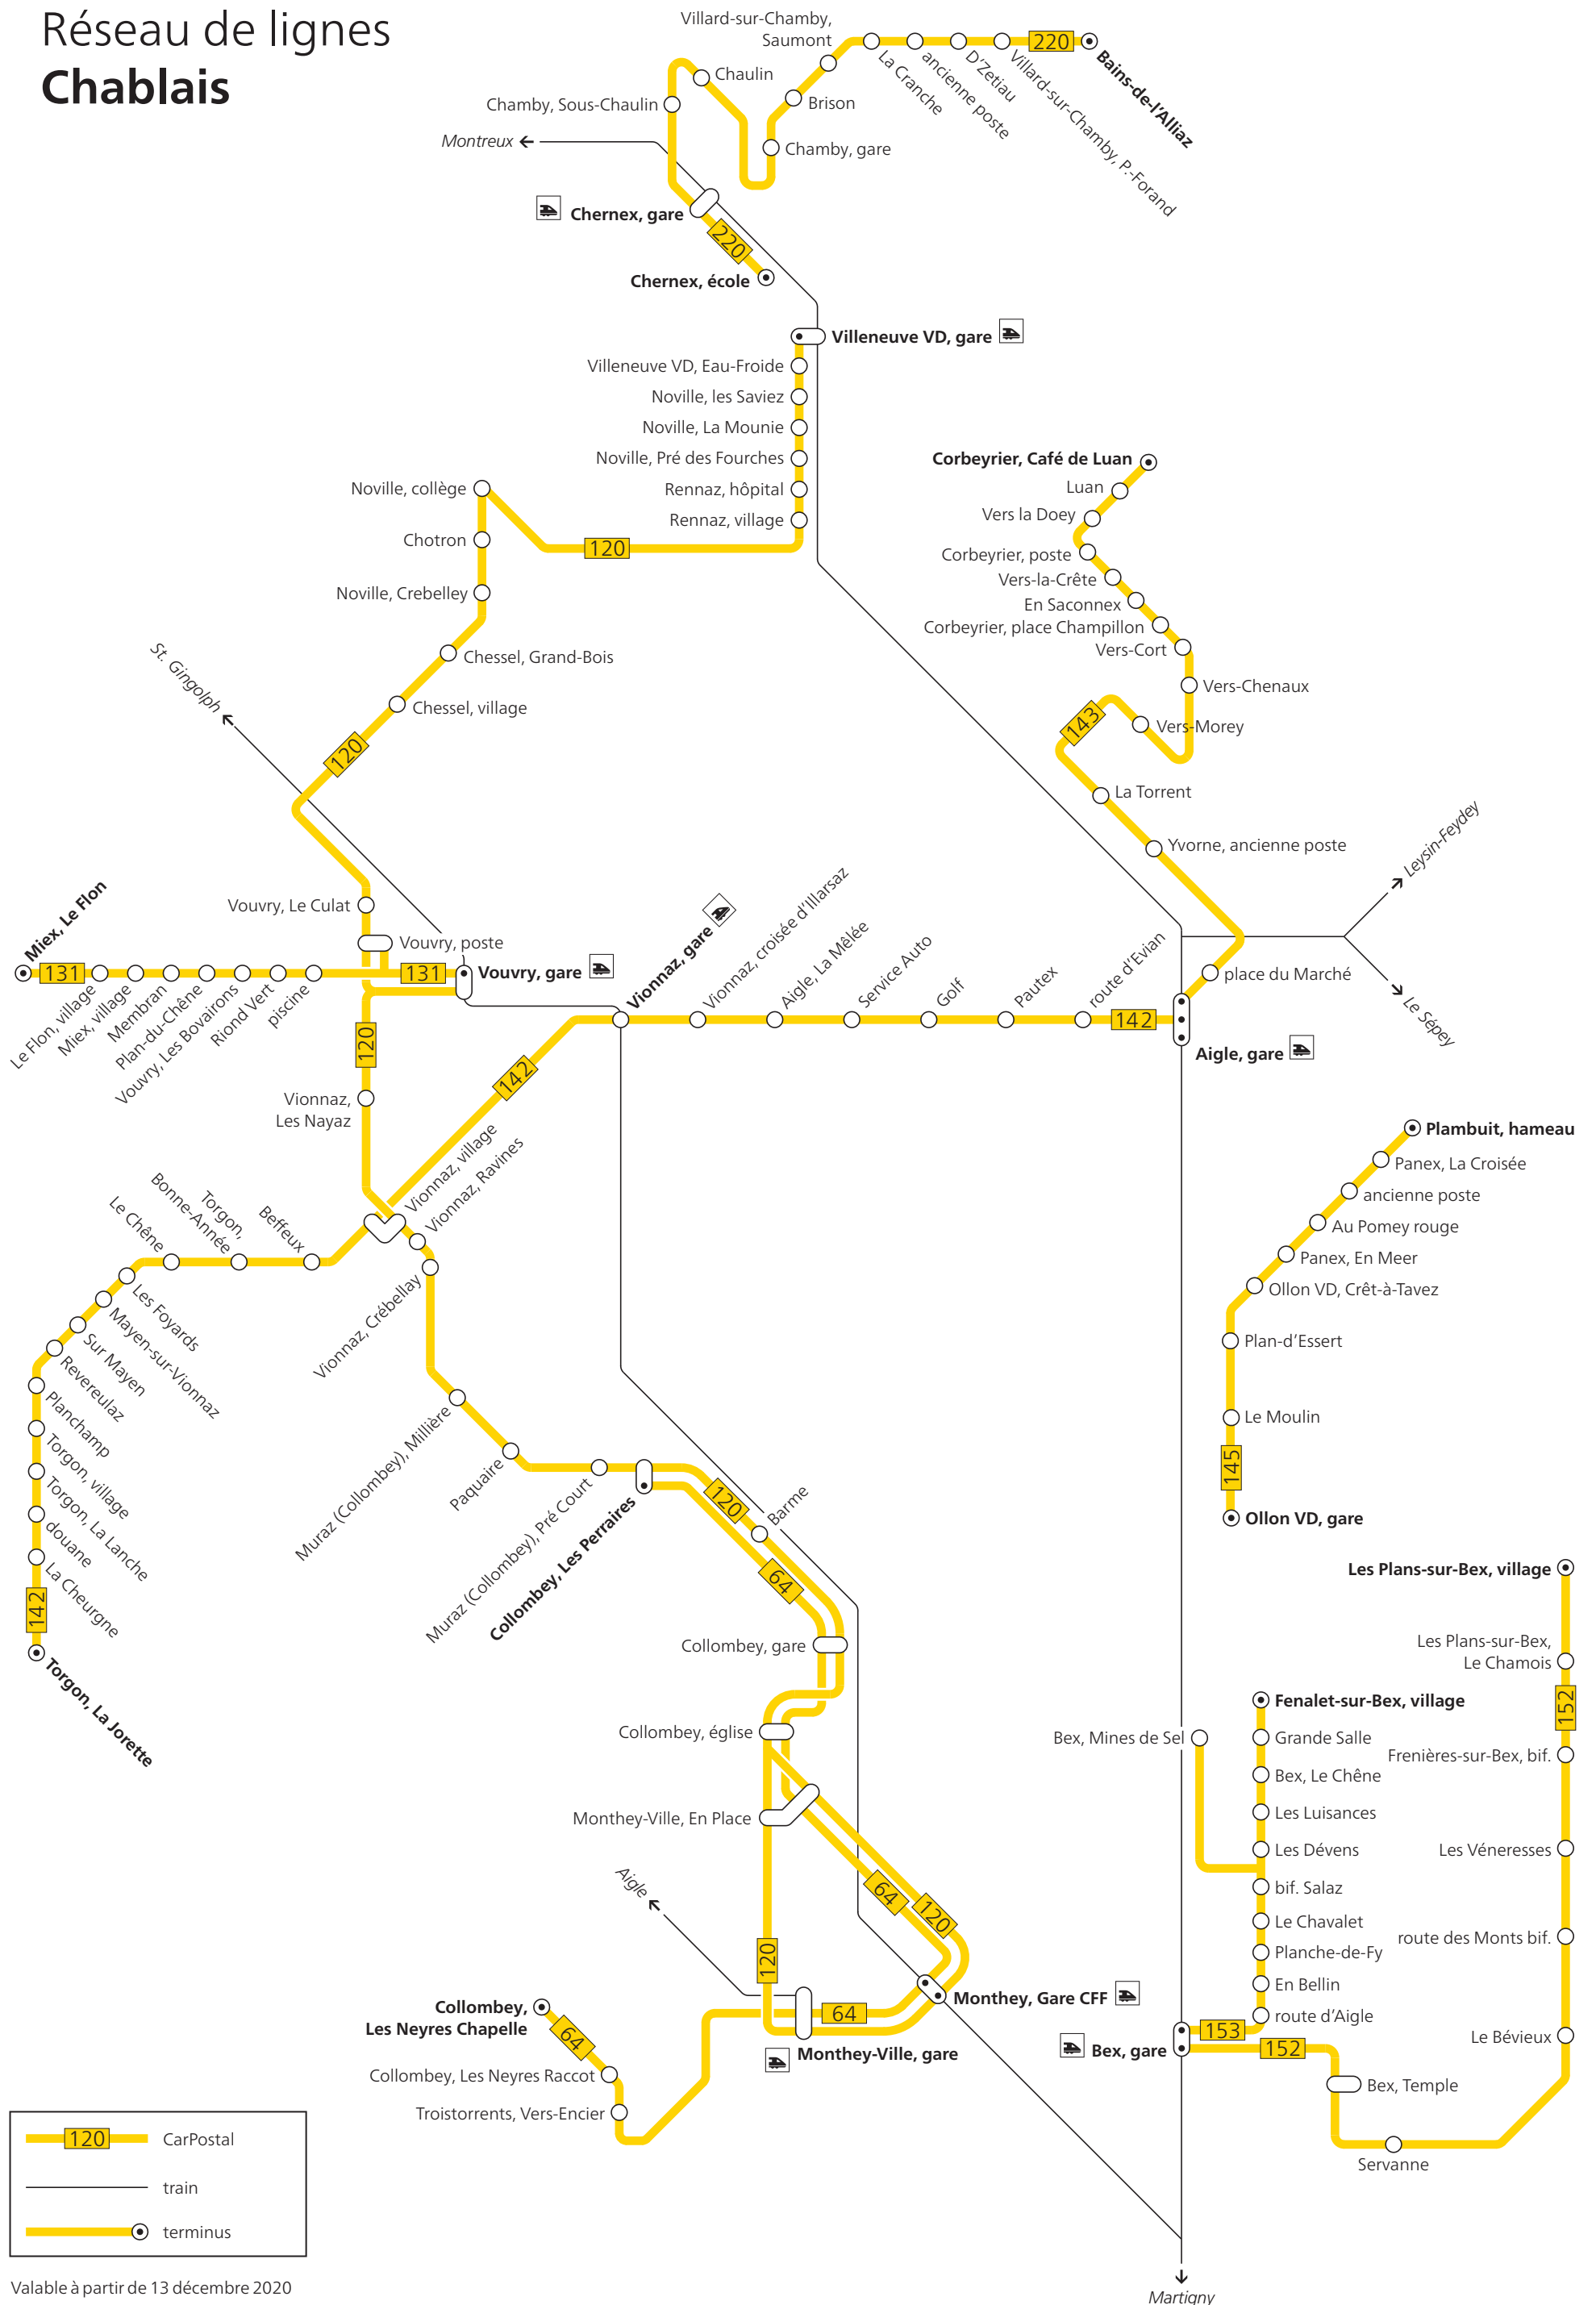 Réseau de lignes
Chablais
Villard-sur-Chamby,
Saumont
220
Bains-de-l'Alliaz
La Cranche
ancienne poste
D'Zetiau
Villard-sur-Chamby, P.-Forand
Chaulin
Chamby, Sous-Chaulin
Brison
Montreux
Chamby, gare
Chernex, gare
220
Chernex, école
Villeneuve VD, gare
Villeneuve VD, Eau-Froide
Noville, les Saviez
Noville, La Mounie
Noville, Pré des Fourches
Rennaz, hôpital
Rennaz, village
120
Noville, collège
Chotron
Noville, Crebelley
Chessel, Grand-Bois
Chessel, village
120
St. Gingolph
Corbeyrier, Café de Luan
Luan
Vers la Doey
Corbeyrier, poste
Vers-la-Crête
En Saconnex
Corbeyrier, place Champillon
Vers-Cort
Vers-Chenaux
143
Vers-Morey
La Torrent
Yvorne, ancienne poste
Leysin-Feydey
Le Sépey
place du Marché
Aigle, gare
Vouvry, Le Culat
Vouvry, poste
Miex, Le Flon
131
131
Vouvry, gare
Le Flon, village
Miex, village
Membran
Plan-du-Chêne
Vouvry, Les Bovairons
Riond Vert
piscine
Vionnaz, gare
Vionnaz, croisée d'Illarsaz
Aigle, La Mêlée
Service Auto
Golf
Pautex
route d'Evian
142
120
142
Vionnaz,
Les Nayaz
Vionnaz, village
Vionnaz, Ravines
Vionnaz, Crébellay
Beffeux
Torgon,
Bonne-Année
Le Chêne
Les Foyards
Mayen-sur-Vionnaz
Sur Mayen
Revereulaz
Planchamp
Torgon, village
Torgon, La Lanche
douane
La Cheurgne
142
Torgon, La Jorette
Plambuit, hameau
Panex, La Croisée
ancienne poste
Au Pomey rouge
Panex, En Meer
Ollon VD, Crêt-à-Tavez
Plan-d'Essert
Le Moulin
145
Ollon VD, gare
Muraz (Collombey), Millière
Paquaire
Muraz (Collombey), Pré Court
Collombey, Les Perraires
120
Barme
64
Collombey, gare
Collombey, église
Monthey-Ville, En Place
64
120
120
Aigle
Monthey, Gare CFF
64
Monthey-Ville, gare
Collombey,
Les Neyres Chapelle
64
Collombey, Les Neyres Raccot
Troistorrents, Vers-Encier
Les Plans-sur-Bex, village
Les Plans-sur-Bex,
Le Chamois
152
Frenières-sur-Bex, bif.
Les Véneresses
route des Monts bif.
Le Bévieux
Fenalet-sur-Bex, village
Bex, Mines de Sel
Grande Salle
Bex, Le Chêne
Les Luisances
Les Dévens
bif. Salaz
Le Chavalet
Planche-de-Fy
En Bellin
route d'Aigle
153
Bex, gare
152
Bex, Temple
Servanne
Martigny
120
CarPostal
train
terminus
Valable à partir de 13 décembre 2020